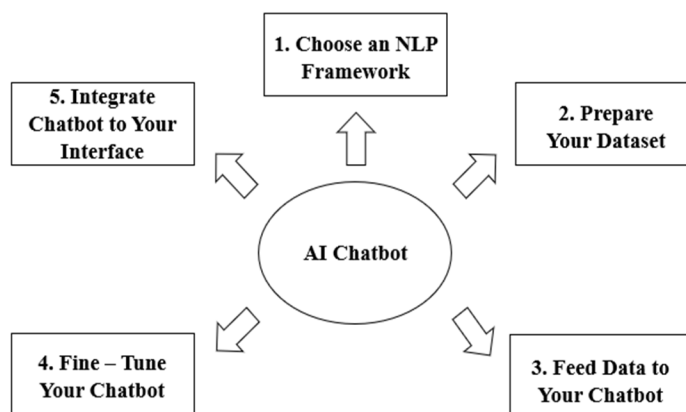 1. Choose an NLP
Framework
2. Prepare
Your Dataset
3. Feed Data to
Your Chatbot
4. Fine – Tune
Your Chatbot
5. Integrate
Chatbot to Your
Interface
AI Chatbot